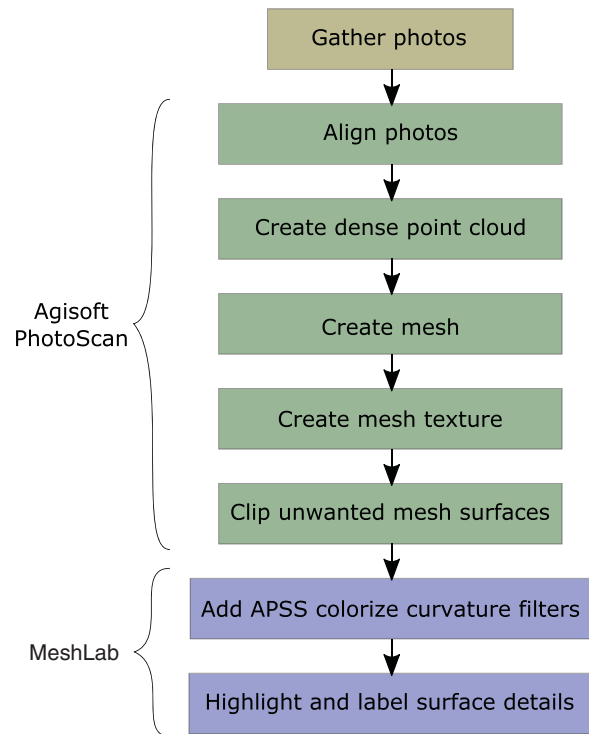 Gather photos
Align photos
Create dense point cloud
Agisoft
PhotoScan
Create mesh
Create mesh texture
Clip unwanted mesh surfaces
Add APSS colorize curvature filters
MeshLab
Highlight and label surface details